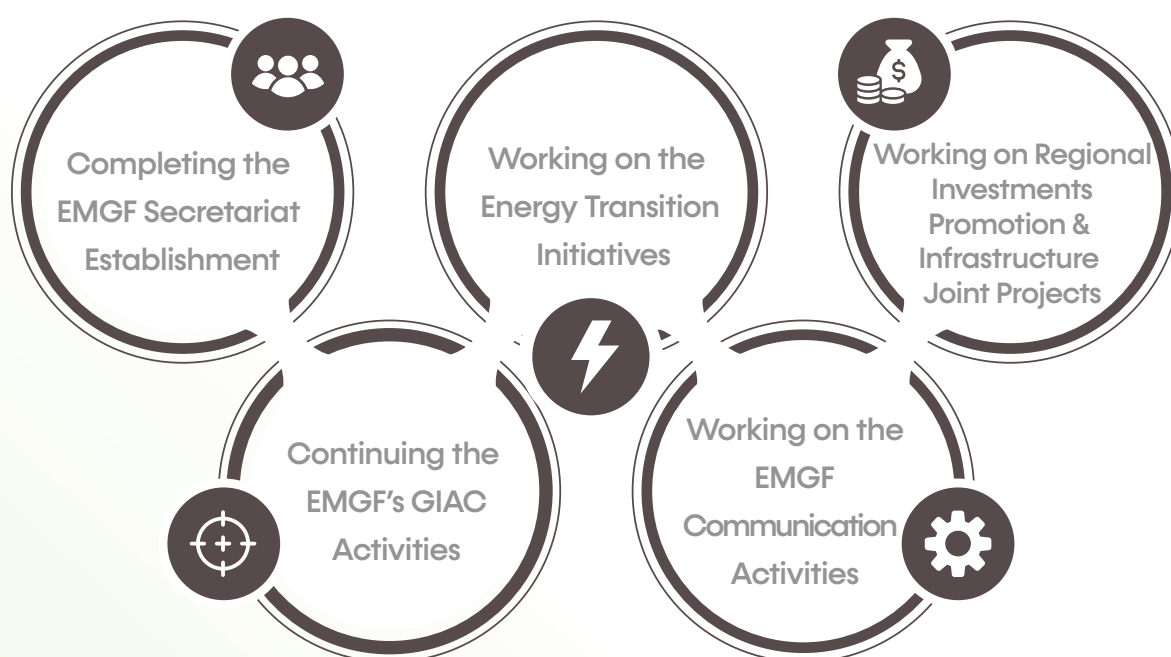 Completing the
EMGF Secretariat
Establishment
Working on the
Energy Transition
Initiatives
$
Working on Regional
Investments
Promotion &
Infrastructure
Joint Projects
Continuing the
EMGF’s GIAC
Activities
Working on the
EMGF
Communication
Activities